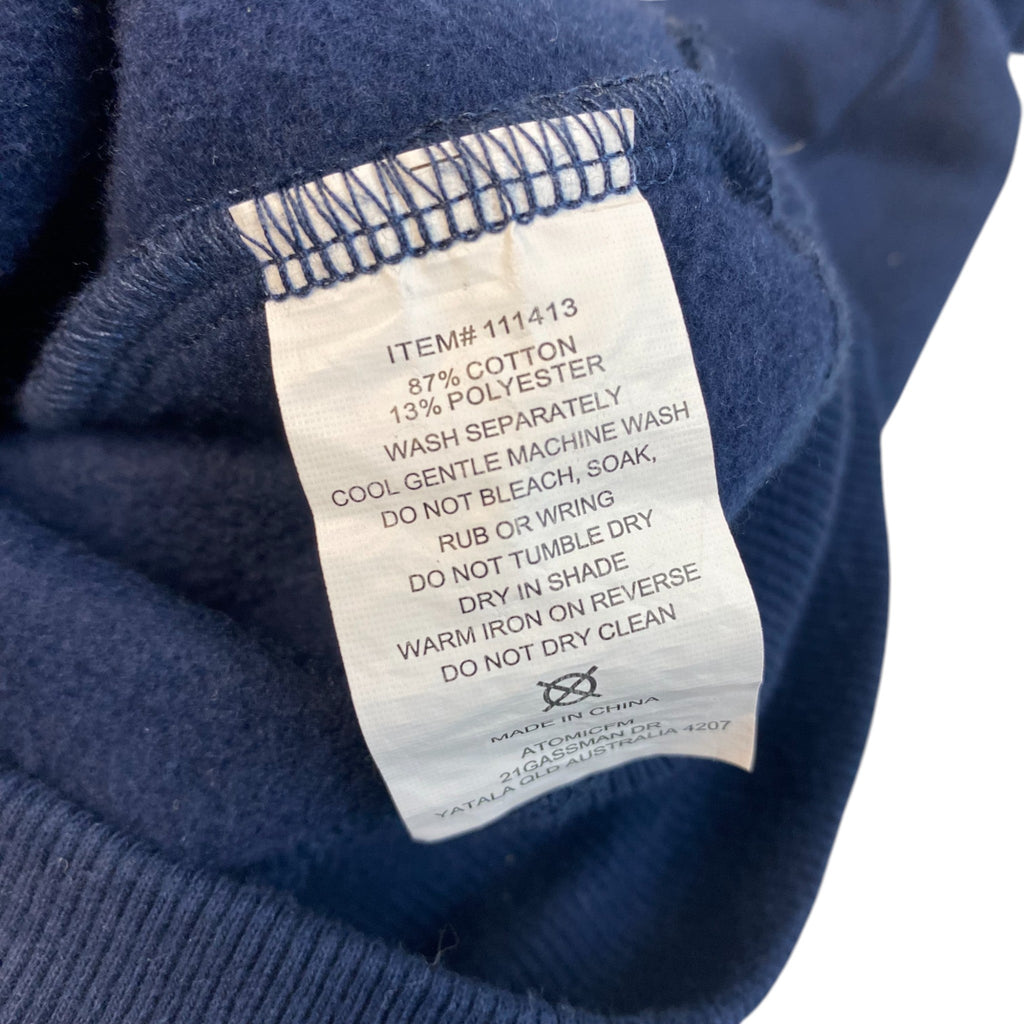 ITEM# 111413
87% COTTON
13% POLYESTER
WASH SEPARATELY
COOL GENTLE MACHINE WASH
DO NOT BLEACH, SOAK,
RUB OR WRING
DO NOT TUMBLE DRY
DRY IN SHADE
WARM IRON ON REVERSE
DO NOT DRY CLEAN
MADE IN CHINA
ATOMICFM
21GASSMAN DR
YATALA QLD AUSTRALIA 4207